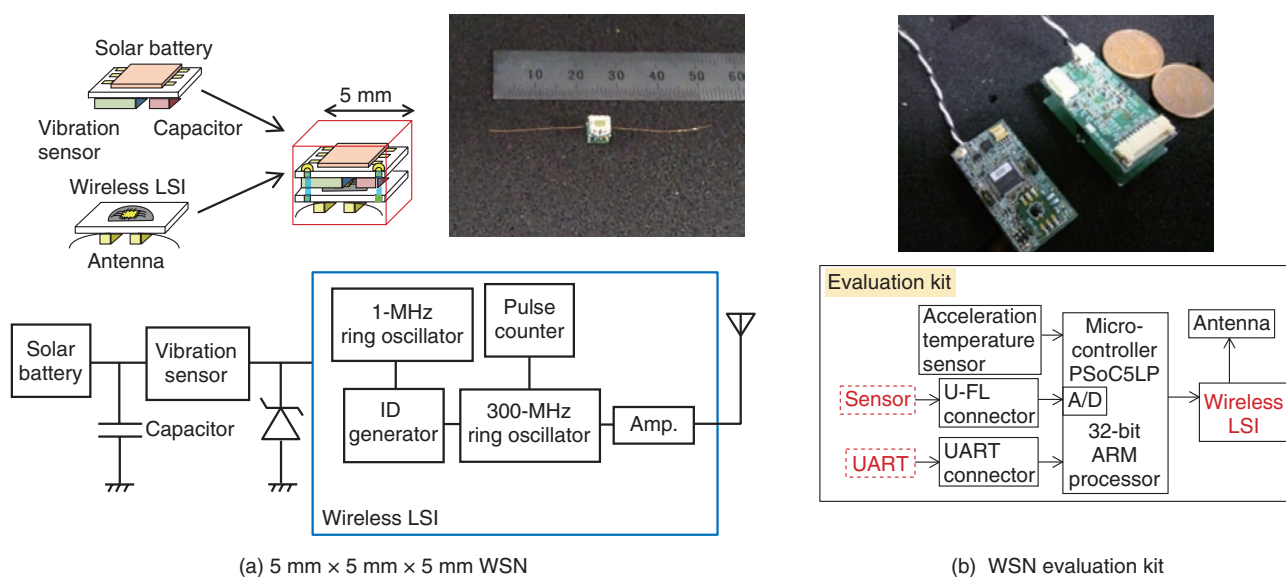 Solar battery
Vibration
sensor
Capacitor
Wireless LSI
Antenna
5 mm
10 20 30 40 50 60
Solar
battery
Capacitor
Vibration
sensor
1-MHz
ring oscillator
Pulse
counter
ID
generator
300-MHz
ring oscillator
Amp.
Wireless LSI
(a) 5 mm × 5 mm × 5 mm WSN
Evaluation kit
Acceleration
temperature
sensor
Sensor
U-FL
connector
UART
UART
connector
Micro-
controller
PSoC5LP
A/D
32-bit
ARM
processor
Antenna
Wireless
LSI
(b) WSN evaluation kit